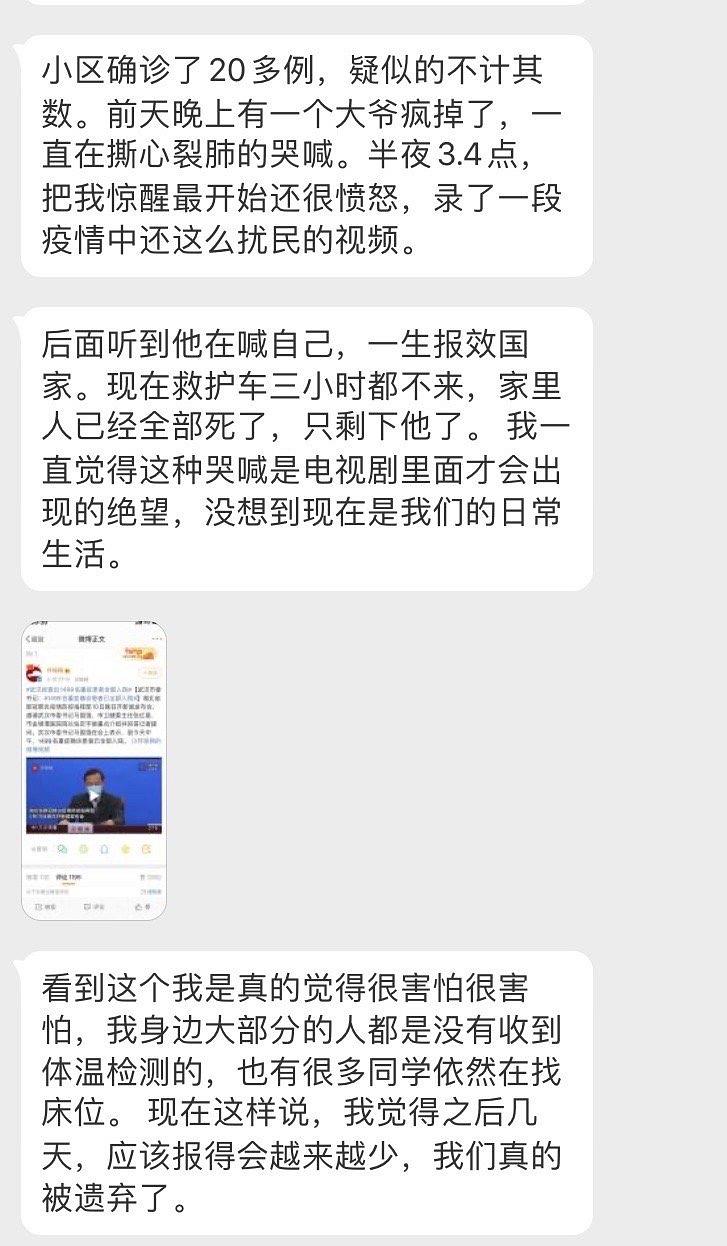 小区确诊了20多例，疑似的不计其
数。前天晚上有一个大爷疯掉了，一
直在撕心裂肺的哭喊。半夜3.4点，
把我惊醒最开始还很愤怒，录了一段
疫情中还这么扰民的视频。
后面听到他在喊自己，一生报效国
家。现在救护车三小时都不来，家里
人已经全部死了，只剩下他了。 我一
直觉得这种哭喊是电视剧里面才会出
现的绝望，没想到现在是我们的日常
生活。
微博正文
看到这个我是真的觉得很害怕很害
怕，我身边大部分的人都是没有收到
体温检测的，也有很多同学依然在找
床位。 现在这样说，我觉得之后几
天，应该报得会越来越少，我们真的
被遗弃了。